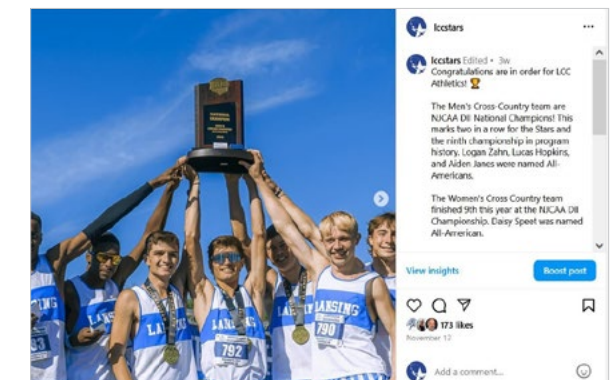 lccstars
lccstars Edited • 3w
Congratulations are in order for LCC
Athletics! 🏆
The Men's Cross-Country team are
NJCAA DII National Champions! This
marks two in a row for the Stars and
the ninth championship in program
history. Logan Zahn, Lucas Hopkins,
and Aiden Janes were named All-
Americans.
The Women's Cross Country team
finished 9th this year at the NJCAA DII
Championship. Daisy Speet was named
All-American.
View insights
Boost post
173 likes
November 12
Add a comment...
LANSING
792
LANSING
790